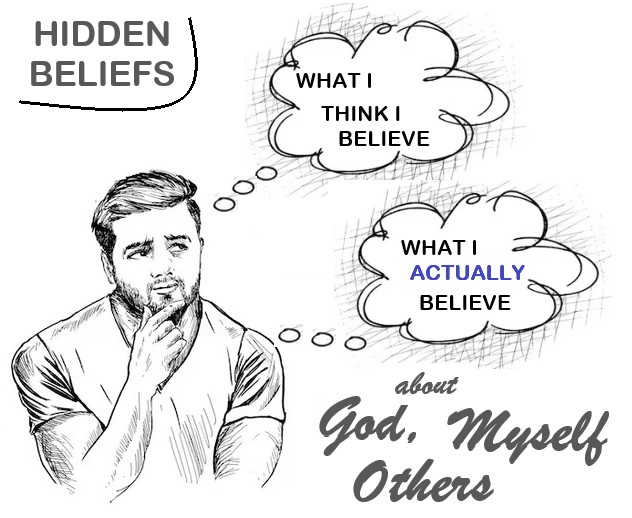 HIDDEN
BELIEFS
WHAT I
THINK I
BELIEVE
WHAT I
ACTUALLY
BELIEVE
about
God, Myself
Others